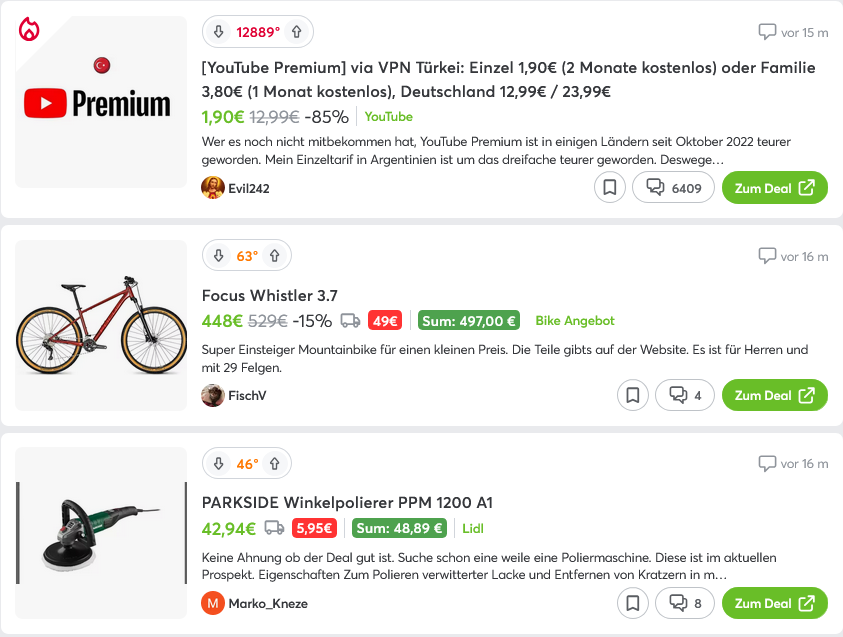 12889°
vor 15 m
[YouTube Premium] via VPN Türkei: Einzel 1,90€ (2 Monate kostenlos) oder Familie
3,80€ (1 Monat kostenlos), Deutschland 12,99€ / 23,99€
Premium
1,90€ 12,99€ -85% YouTube
Wer es noch nicht mitbekommen hat, YouTube Premium ist in einigen Ländern seit Oktober 2022 teurer
geworden. Mein Einzeltarif in Argentinien ist um das dreifache teurer geworden. Deswege…
Evil242
6409
Zum Deal
63°
vor 16 m
Focus Whistler 3.7
448€ 529€ -15% 49€ Sum: 497,00 € Bike Angebot
Super Einsteiger Mountainbike für einen kleinen Preis. Die Teile gibts auf der Website. Es ist für Herren und
mit 29 Felgen.
FischV
4
Zum Deal
46°
vor 16 m
PARKSIDE Winkelpolierer PPM 1200 A1
42,94€ 5,95€ Sum: 48,89 € Lidl
Keine Ahnung ob der Deal gut ist. Suche schon eine weile eine Poliermaschine. Diese ist im aktuellen
Prospekt. Eigenschaften Zum Polieren verwitterter Lacke und Entfernen von Kratzern in m…
M
Marko_Kneze
8
Zum Deal